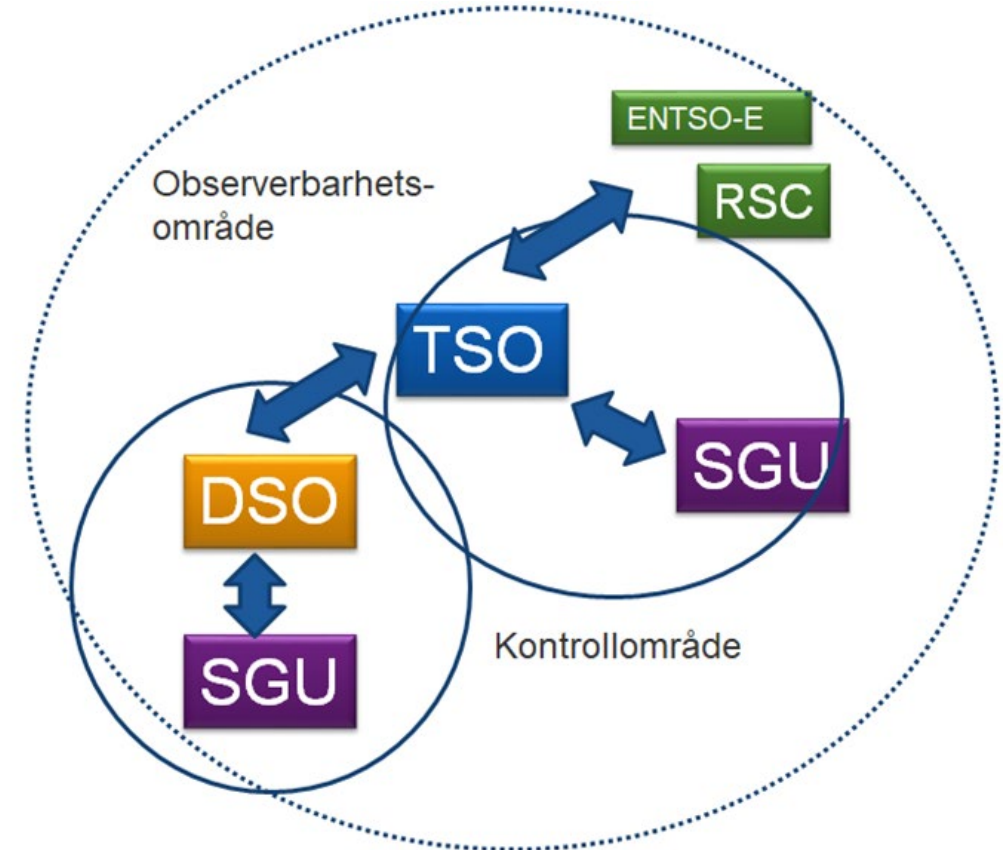 ENTSO-E
Observerbarhets-
område
RSC
TSO
SGU
DSO
Kontrollområde
SGU